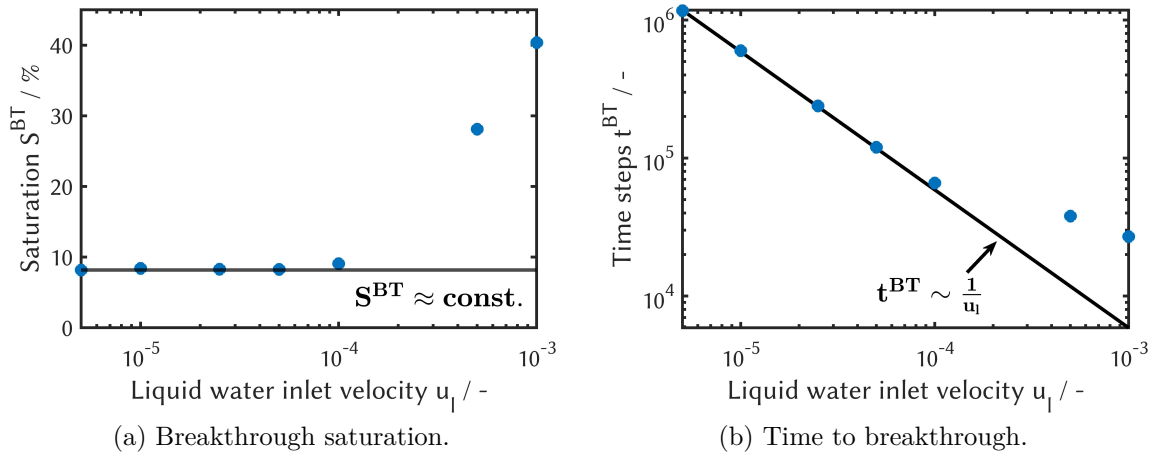 Saturation S^BT / %
40
30
20
10
0
10^-5
10^-4
10^-3
S^BT ≈ const.
Liquid water inlet velocity u_l / -
(a) Breakthrough saturation.
Time steps t^BT / -
10^6
10^5
10^4
10^-5
10^-4
10^-3
t^BT ∼ 1/u_l
Liquid water inlet velocity u_l / -
(b) Time to breakthrough.